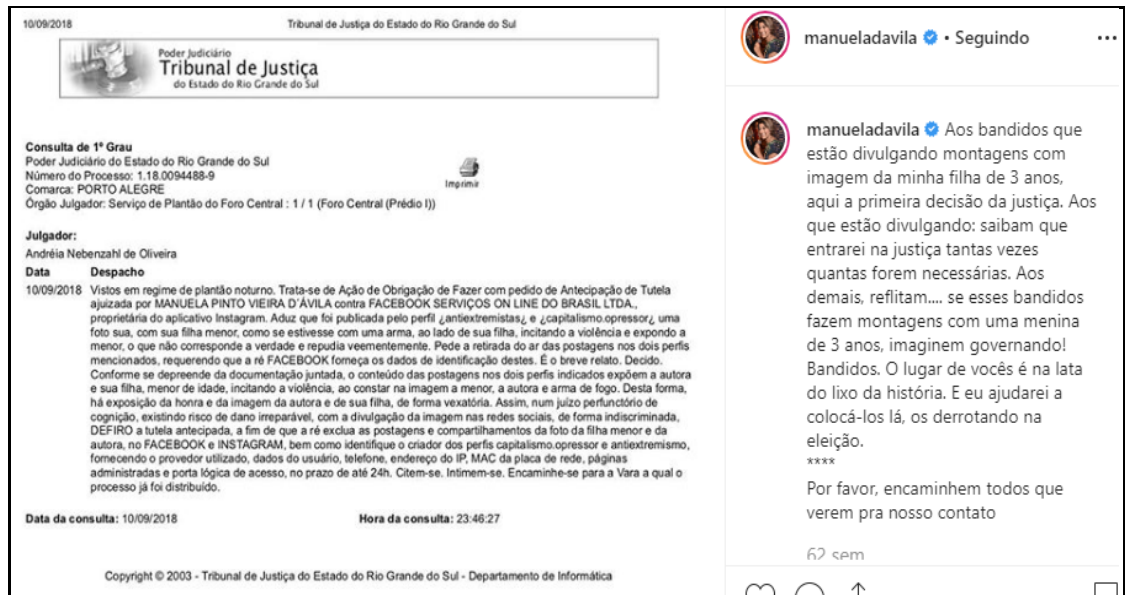 10/09/2018
Tribunal de Justiça do Estado do Rio Grande do Sul
Poder Judiciário
Tribunal de Justiça
do Estado do Rio Grande do Sul
Consulta de 1º Grau
Poder Judiciário do Estado do Rio Grande do Sul
Número do Processo: 1.18.0094488-9
Comarca: PORTO ALEGRE
Órgão Julgador: Serviço de Plantão do Foro Central : 1 / 1 (Foro Central (Prédio I))
Imprimir
Julgador:
Andréia Nebenzahl de Oliveira
Data Despacho
10/09/2018 Vistos em regime de plantão noturno. Trata-se de Ação de Obrigação de Fazer com pedido de Antecipação de Tutela
ajuizada por MANUELA PINTO VIEIRA D'ÁVILA contra FACEBOOK SERVIÇOS ON LINE DO BRASIL LTDA.,
proprietária do aplicativo Instagram. Aduz que foi publicada pelo perfil ¿antiextremistas¿ e ¿capitalismo.opressor¿ uma
foto sua, com sua filha menor, como se estivesse com uma arma, ao lado de sua filha, incitando a violência e expondo a
menor, o que não corresponde a verdade e repudia veementemente. Pede a retirada do ar das postagens nos dois perfis
mencionados, requerendo que a ré FACEBOOK forneça os dados de identificação destes. É o breve relato. Decido.
Conforme se depreende da documentação juntada, o conteúdo das postagens nos dois perfis indicados expõem a autora
e sua filha, menor de idade, incitando a violência, ao constar na imagem a menor, a autora e arma de fogo. Desta forma,
há exposição da honra e da imagem da autora e de sua filha, de forma vexatória. Assim, num juízo perfunctório de
cognição, existindo risco de dano irreparável, com a divulgação da imagem nas redes sociais, de forma indiscriminada,
DEFIRO a tutela antecipada, a fim de que a ré exclua as postagens e compartilhamentos da foto da filha menor e da
autora, no FACEBOOK e INSTAGRAM, bem como identifique o criador dos perfis capitalismo.opressor e antiextremismo,
fornecendo o provedor utilizado, dados do usuário, telefone, endereço do IP, MAC da placa de rede, páginas
administradas e porta lógica de acesso, no prazo de até 24h. Citem-se. Intimem-se. Encaminhe-se para a Vara a qual o
processo já foi distribuído.
Data da consulta: 10/09/2018
Hora da consulta: 23:46:27
Copyright © 2003 - Tribunal de Justiça do Estado do Rio Grande do Sul - Departamento de Informática
manueladavila • Seguindo
manueladavila Aos bandidos que
estão divulgando montagens com
imagem da minha filha de 3 anos,
aqui a primeira decisão da justiça. Aos
que estão divulgando: saibam que
entrarei na justiça tantas vezes
quantas forem necessárias. Aos
demais, reflitam.... se esses bandidos
fazem montagens com uma menina
de 3 anos, imaginem governando!
Bandidos. O lugar de vocês é na lata
do lixo da história. E eu ajudarei a
colocá-los lá, os derrotando na
eleição.
****
Por favor, encaminhem todos que
verem pra nosso contato
62 sem